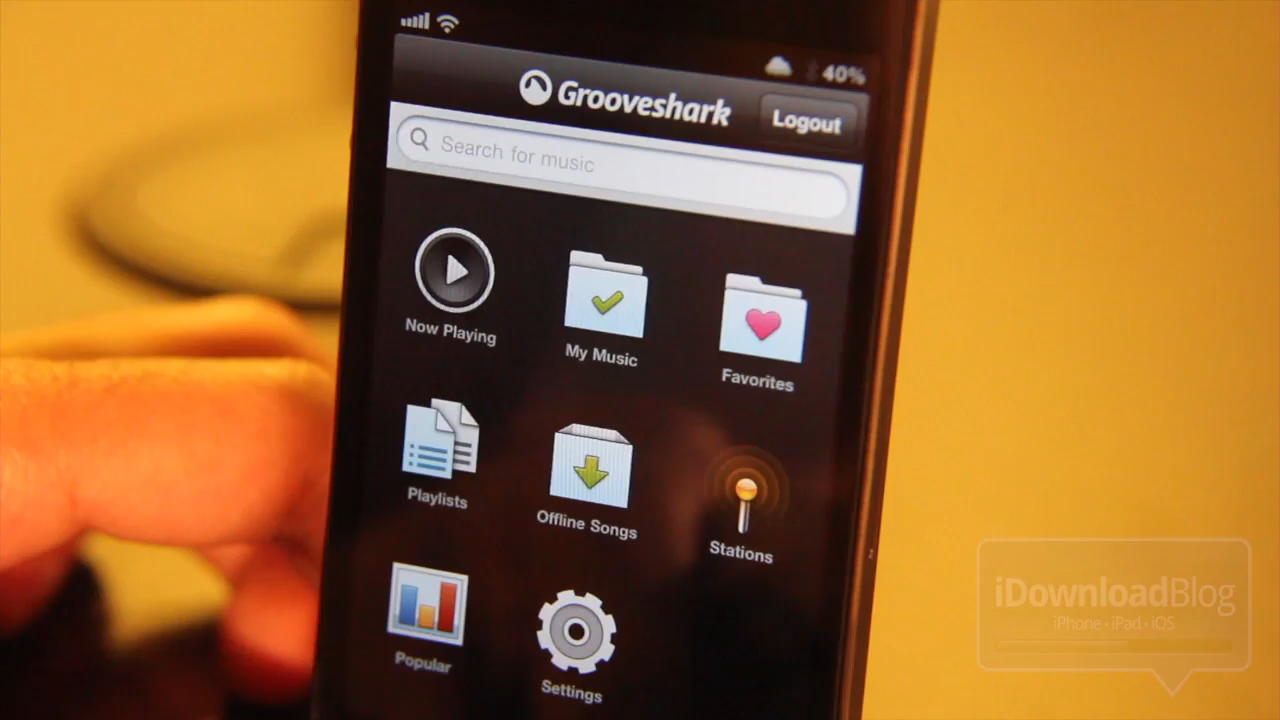 40%
Grooveshark
Logout
Search for music
Now Playing
My Music
Favorites
Playlists
Offline Songs
Stations
Popular
Settings
iDownloadBlog
iPhone • iPad • iOS